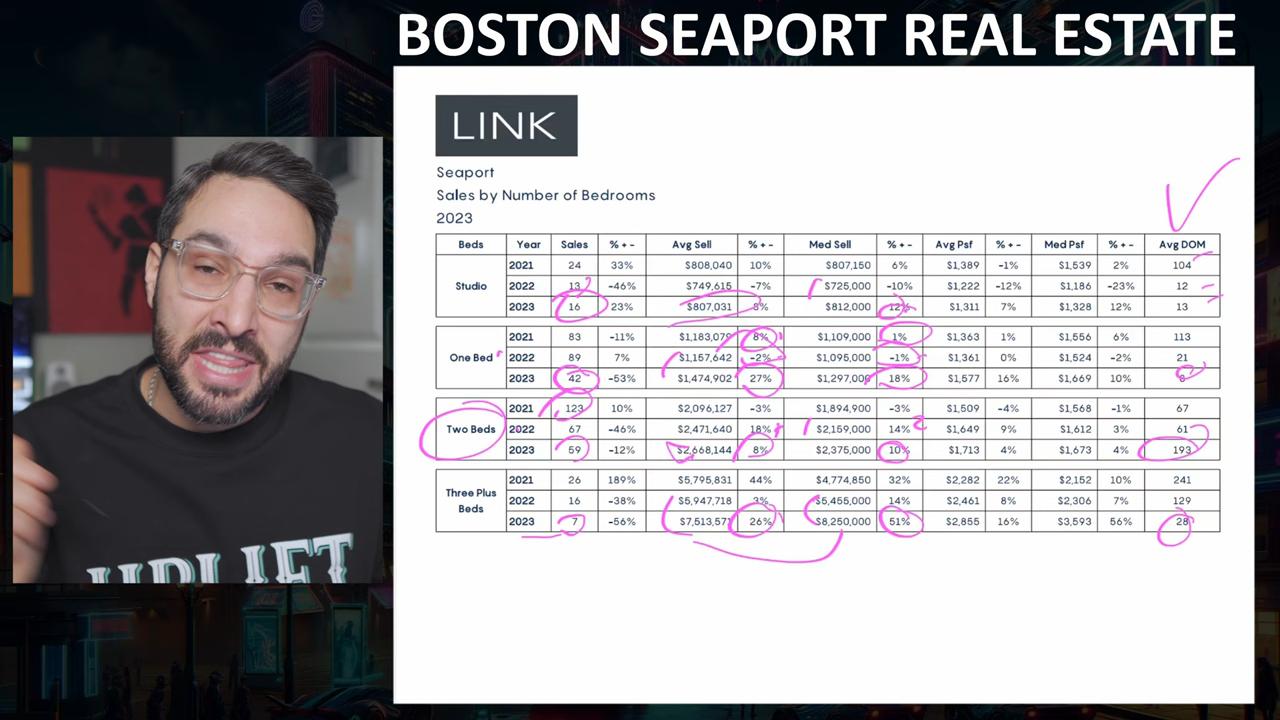 BOSTON SEAPORT REAL ESTATE
LINK
Seaport
Sales by Number of Bedrooms
2023
Beds Year Sales % + - Avg Sell % + - Med Sell % + - Avg Psf % + - Med Psf % + - Avg DOM
Studio
2021 24 33% $808,040 10% $807,150 6% $1,389 -1% $1,539 2% 104
2022 13 -46% $749,615 -7% $725,000 -10% $1,222 -12% $1,186 -23% 12
2023 16 23% $807,031 8% $812,000 12% $1,311 7% $1,328 12% 13
One Bed
2021 83 -11% $1,183,079 8% $1,109,000 1% $1,363 1% $1,556 6% 113
2022 89 7% $1,157,642 -2% $1,095,000 -1% $1,361 0% $1,524 -2% 21
2023 42 -53% $1,474,902 27% $1,297,000 18% $1,577 16% $1,669 10%
Two Beds
2021 123 10% $2,096,127 -3% $1,894,900 -3% $1,509 -4% $1,568 -1% 67
2022 67 -46% $2,471,640 18% $2,159,000 14% $1,649 9% $1,612 3% 61
2023 59 -12% $2,668,144 8% $2,375,000 10% $1,713 4% $1,673 4% 193
Three Plus
Beds
2021 26 189% $5,795,831 44% $4,774,850 32% $2,282 22% $2,152 10% 241
2022 16 -38% $5,947,718 3% $5,455,000 14% $2,461 8% $2,306 7% 129
2023 7 -56% $7,513,571 26% $8,250,000 51% $2,855 16% $3,593 56% 28
UPLIFT